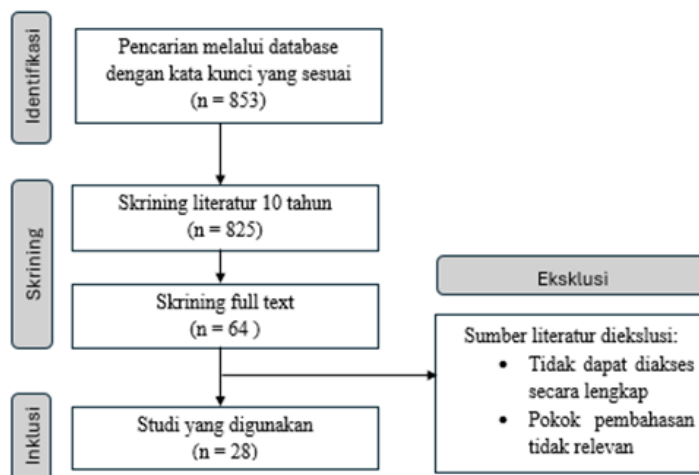 Identifikasi
Pencarian melalui database
dengan kata kunci yang sesuai
(n = 853)
Skrining
Skrining literatur 10 tahun
(n = 825)
Skrining full text
(n = 64 )
Eksklusi
Sumber literatur diekslusi:
• Tidak dapat diakses
secara lengkap
• Pokok pembahasan
tidak relevan
Inklusi
Studi yang digunakan
(n = 28)